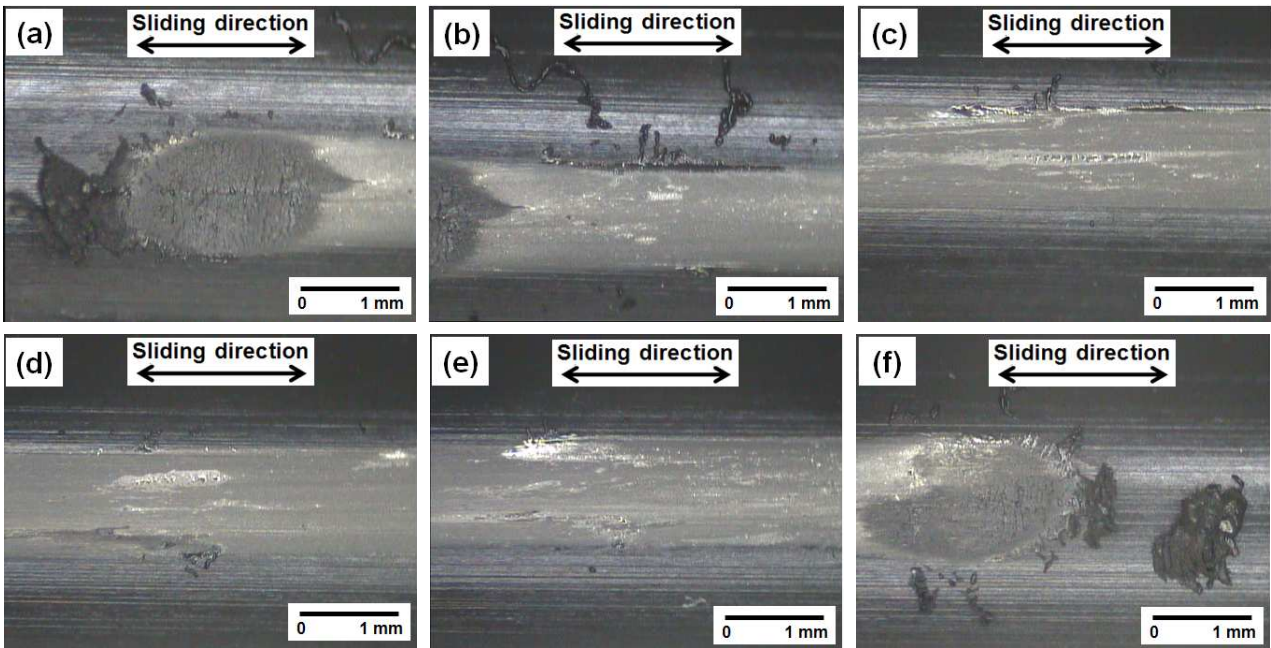 (a)
Sliding direction
0 1 mm
(b)
Sliding direction
0 1 mm
(c)
Sliding direction
0 1 mm
(d)
Sliding direction
0 1 mm
(e)
Sliding direction
0 1 mm
(f)
Sliding direction
0 1 mm